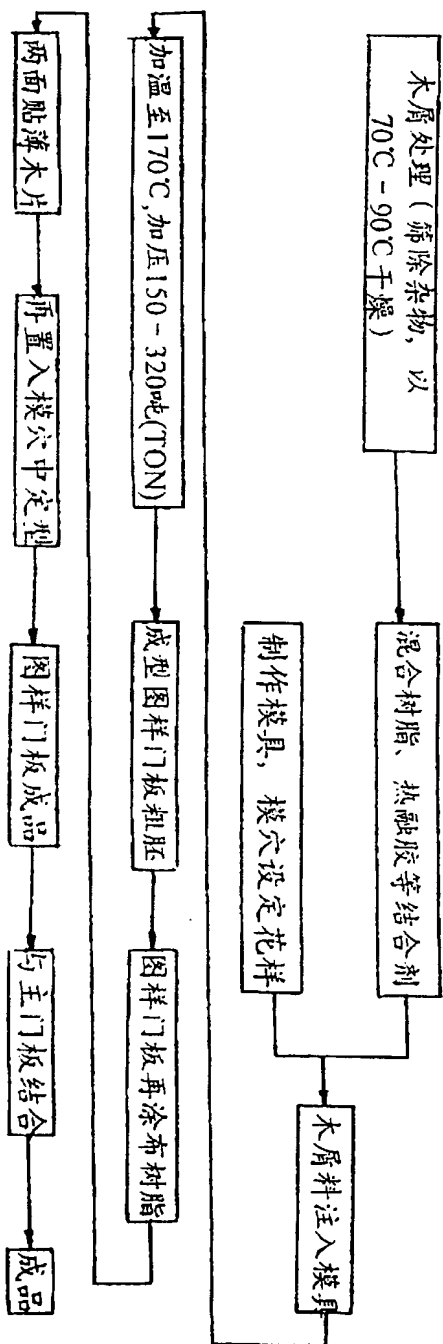 木屑处理（筛除杂物，以
70℃-90℃干燥）
混合树脂、热融胶等结合剂
制作模具，模穴设定花样
木屑料注入模具
加温至170℃,加压150-320吨(TON)
成型图样门板粗胚
图样门板再涂布树脂
两面贴薄木片
再置入模穴中定型
图样门板成品
与主门板结合
成品